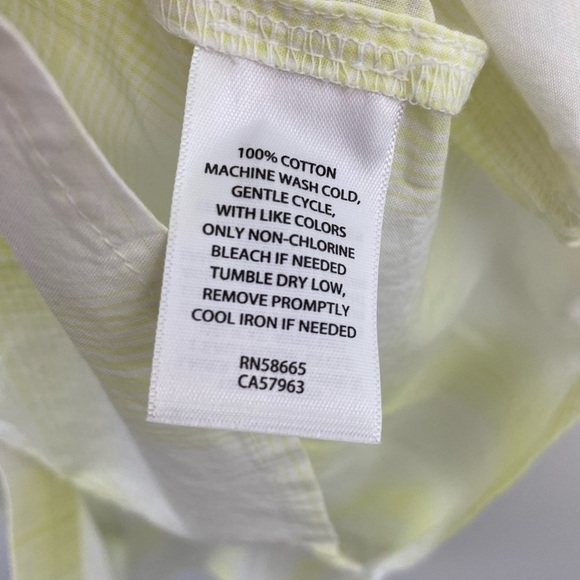 100% COTTON
MACHINE WASH COLD,
GENTLE CYCLE,
WITH LIKE COLORS
ONLY NON-CHLORINE
BLEACH IF NEEDED
TUMBLE DRY LOW,
REMOVE PROMPTLY
COOL IRON IF NEEDED
RN58665
CA57963